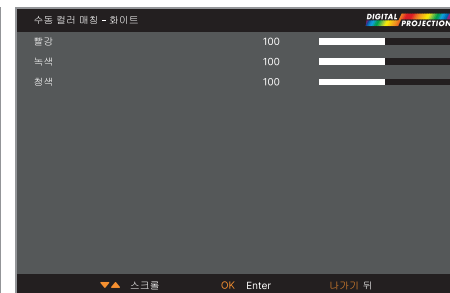 수동 컬러 매칭 - 화이트 DIGITAL PROJECTION
빨강 100
녹색 100
청색 100
▼▲ 스크롤 OK Enter 나가기 뒤